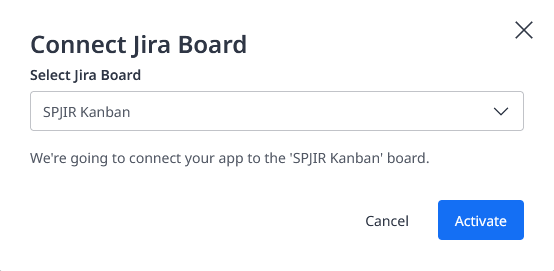 Connect Jira Board
Select Jira Board
SPJIR Kanban
We're going to connect your app to the 'SPJIR Kanban' board.
Cancel
Activate